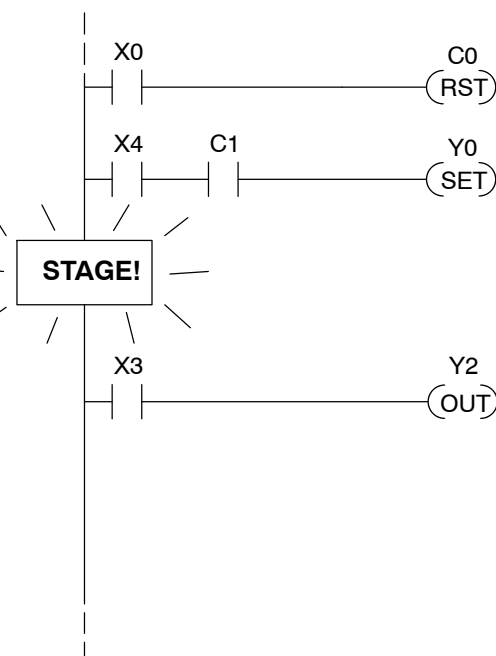 X0 C0
RST
X4 C1 Y0
SET
STAGE!
X3 Y2
OUT